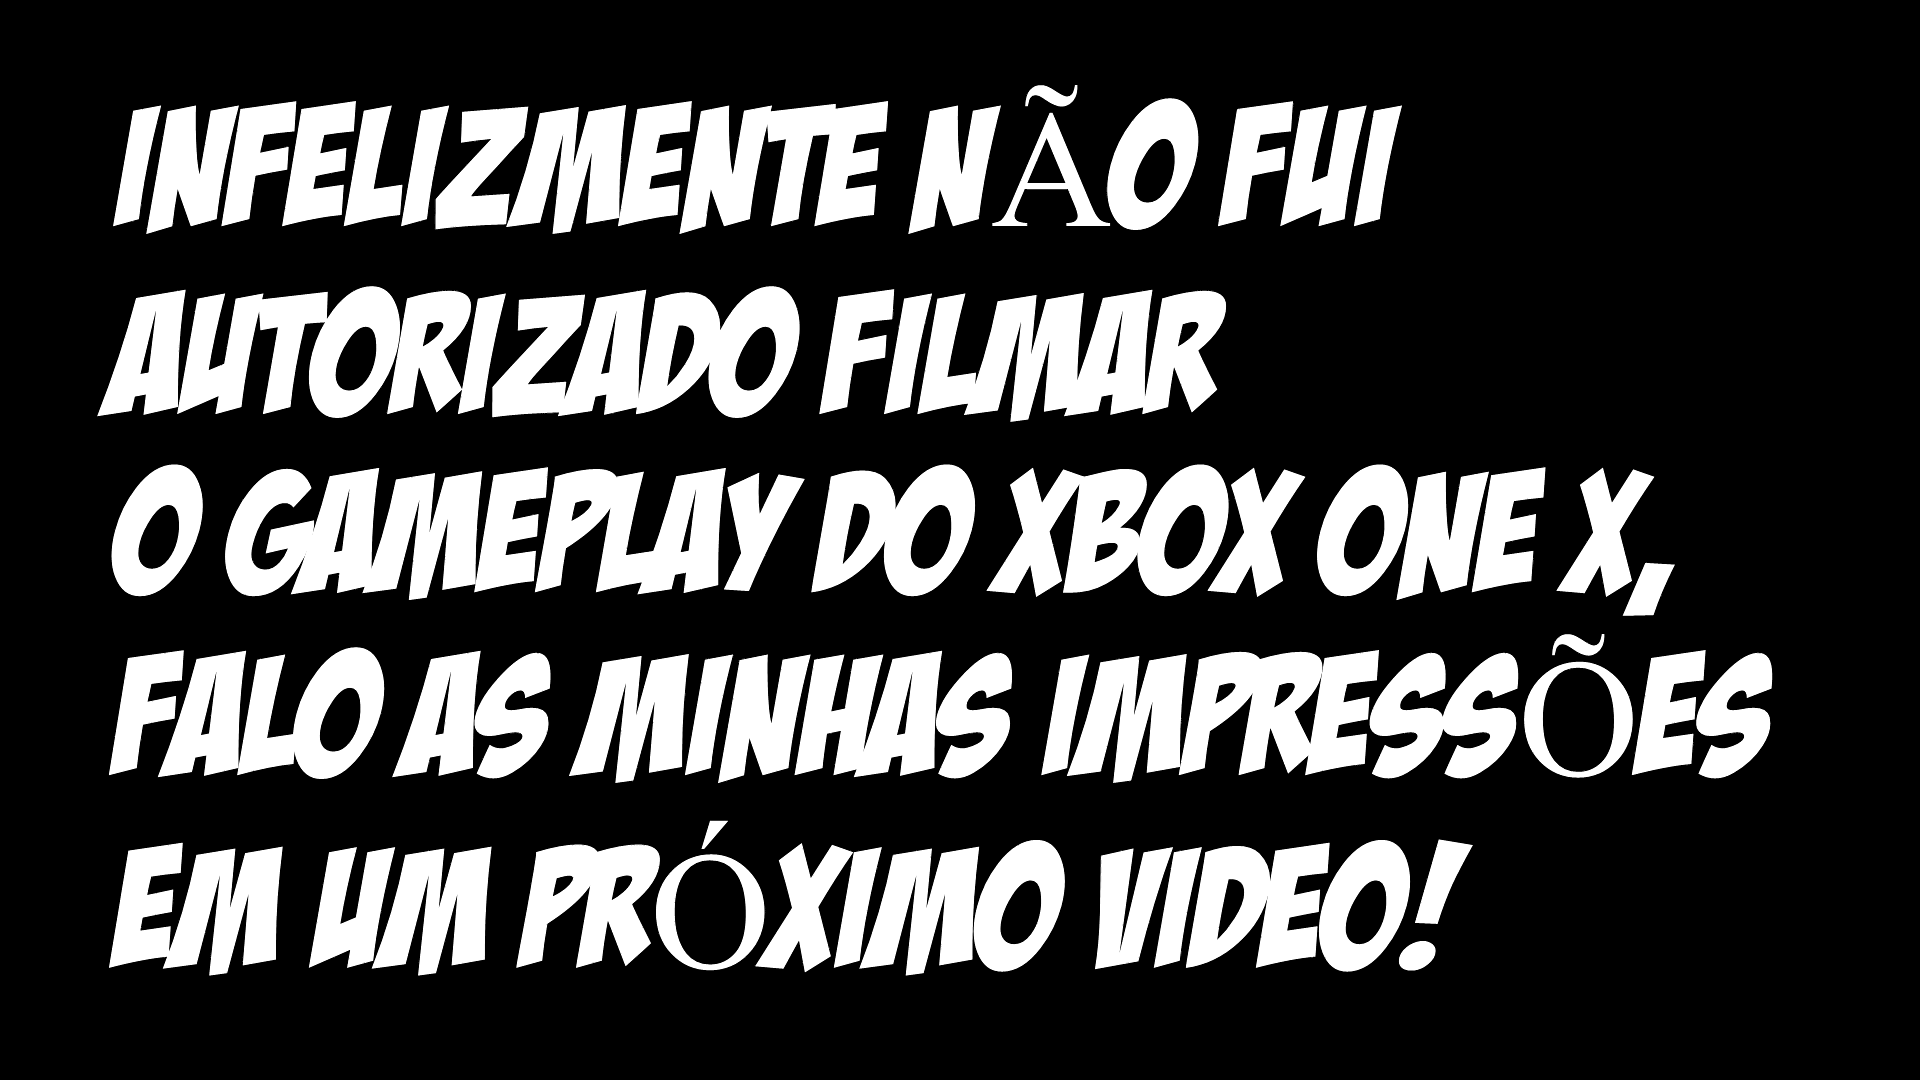 INFELIZMENTE NÃO FUI
AUTORIZADO FILMAR
O GAMEPLAY DO XBOX ONE X,
FALO AS MINHAS IMPRESSÕES
EM UM PRÓXIMO VIDEO!